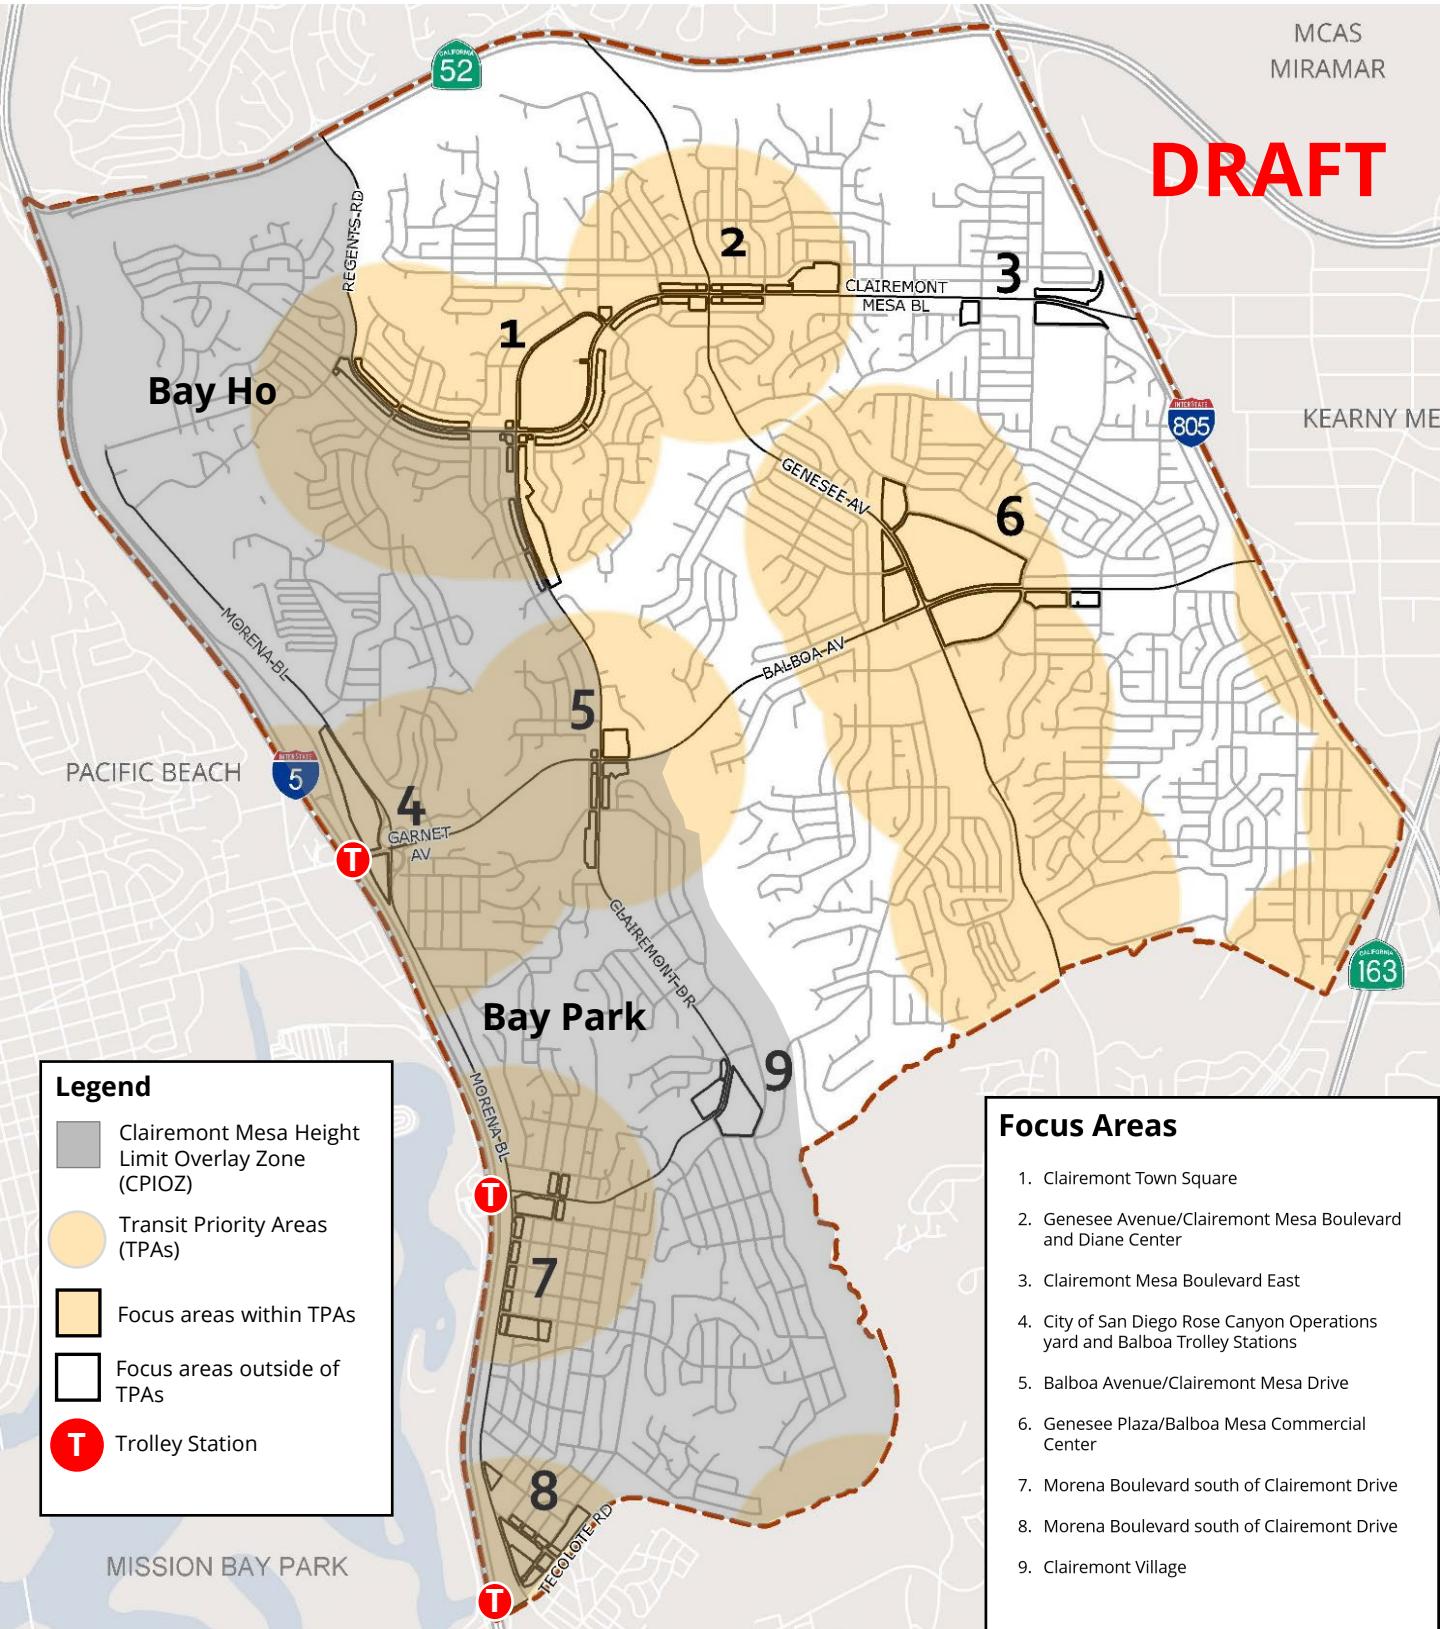 MCAS
MIRAMAR
CALIFORNIA
52
DRAFT
REGENTS RD
2
3
CLAIREMONT
MESA BL
1
Bay Ho
INTERSTATE
805
KEARNY ME
GENESEE AV
6
MORENA BL
BALBOA AV
5
PACIFIC BEACH
INTERSTATE
5
4
GARNET
AV
T
CLAIREMONT DR
CALIFORNIA
163
Bay Park
9
MORENA BL
T
7
8
TECOLOTE RD
T
MISSION BAY PARK
Legend
Clairemont Mesa Height
Limit Overlay Zone
(CPIOZ)
Transit Priority Areas
(TPAs)
Focus areas within TPAs
Focus areas outside of
TPAs
T Trolley Station
Focus Areas
1. Clairemont Town Square
2. Genesee Avenue/Clairemont Mesa Boulevard
and Diane Center
3. Clairemont Mesa Boulevard East
4. City of San Diego Rose Canyon Operations
yard and Balboa Trolley Stations
5. Balboa Avenue/Clairemont Mesa Drive
6. Genesee Plaza/Balboa Mesa Commercial
Center
7. Morena Boulevard south of Clairemont Drive
8. Morena Boulevard south of Clairemont Drive
9. Clairemont Village